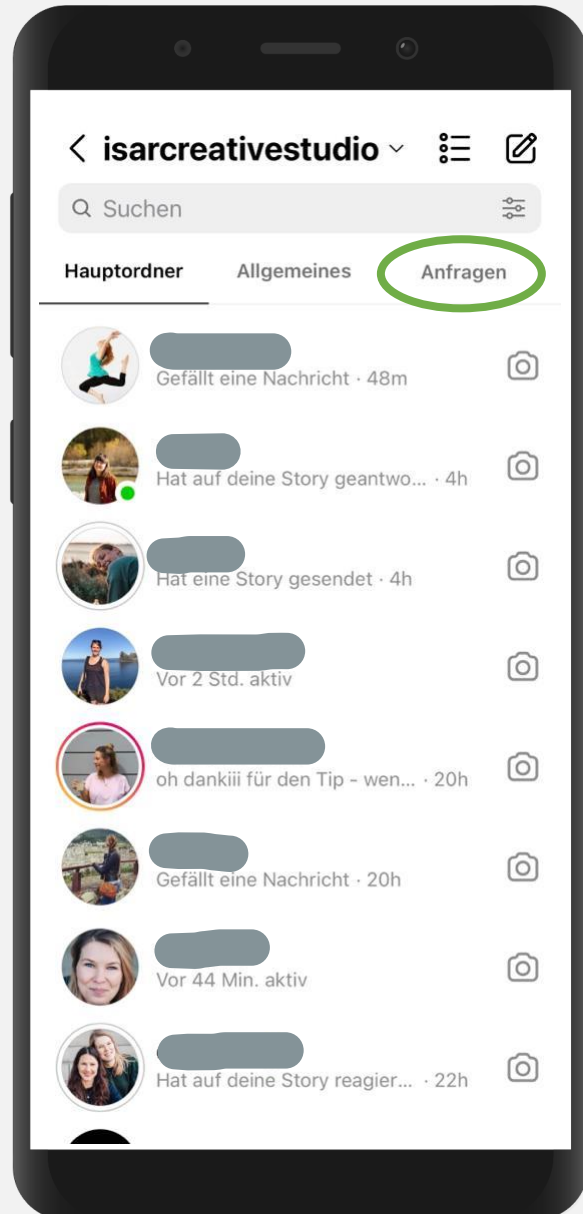 isarcreativestudio
Suchen
Hauptordner Allgemeines Anfragen
Gefällt eine Nachricht · 48m
Hat auf deine Story geantwo... · 4h
Hat eine Story gesendet · 4h
Vor 2 Std. aktiv
oh dankiii für den Tip - wen... · 20h
Gefällt eine Nachricht · 20h
Vor 44 Min. aktiv
Hat auf deine Story reagier... · 22h